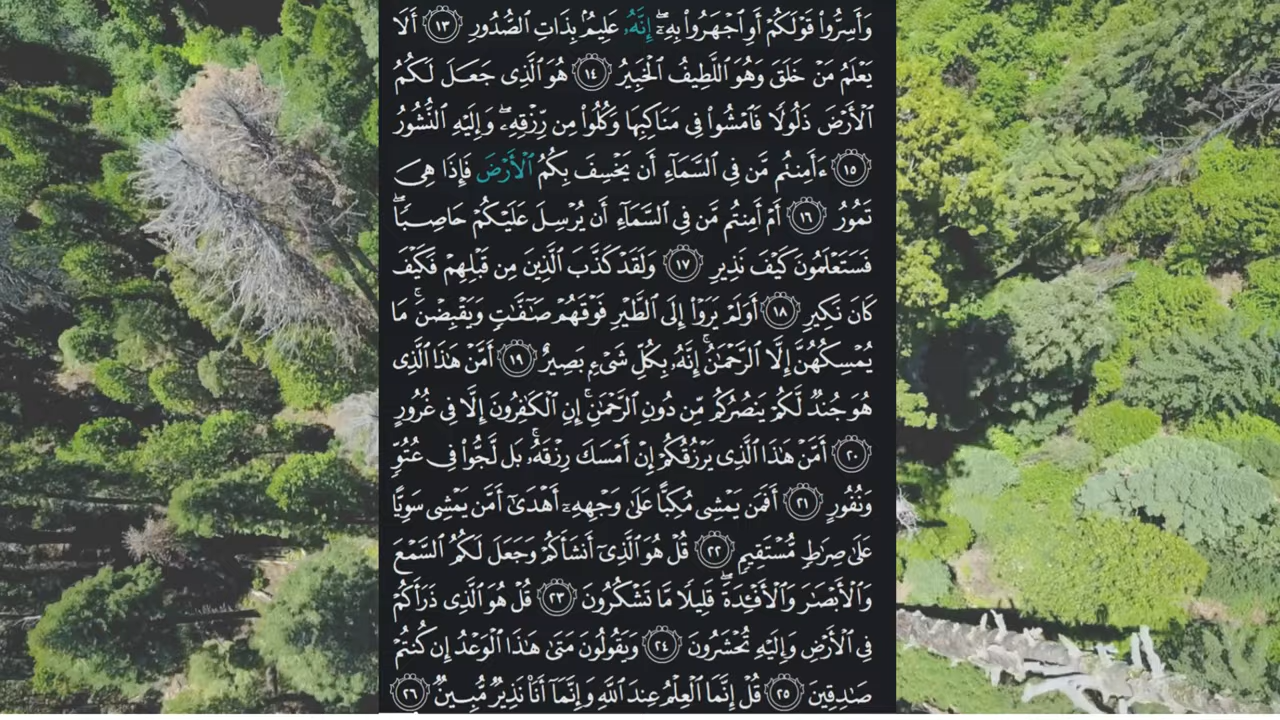 وَأَسِرُّوا۟ قَوْلَكُمْ أَوِ ٱجْهَرُوا۟ بِهِۦٓ ۖ إِنَّهُۥ عَلِيمٌۢ بِذَاتِ ٱلصُّدُورِ ١٣ أَلَا
يَعْلَمُ مَنْ خَلَقَ وَهُوَ ٱللَّطِيفُ ٱلْخَبِيرُ ١٤ هُوَ ٱلَّذِى جَعَلَ لَكُمُ
ٱلْأَرْضَ ذَلُولًا فَٱمْشُوا۟ فِى مَنَاكِبِهَا وَكُلُوا۟ مِن رِّزْقِهِۦ ۖ وَإِلَيْهِ ٱلنُّشُورُ
١٥ ءَأَمِنتُم مَّن فِى ٱلسَّمَآءِ أَن يَخْسِفَ بِكُمُ ٱلْأَرْضَ فَإِذَا هِىَ
تَمُورُ ١٦ أَمْ أَمِنتُم مَّن فِى ٱلسَّمَآءِ أَن يُرْسِلَ عَلَيْكُمْ حَاصِبًا ۖ
فَسَتَعْلَمُونَ كَيْفَ نَذِيرِ ١٧ وَلَقَدْ كَذَّبَ ٱلَّذِينَ مِن قَبْلِهِمْ فَكَيْفَ
كَانَ نَكِيرِ ١٨ أَوَلَمْ يَرَوْا۟ إِلَى ٱلطَّيْرِ فَوْقَهُمْ صَـٰٓفَّـٰتٍ وَيَقْبِضْنَ ۚ مَا
يُمْسِكُهُنَّ إِلَّا ٱلرَّحْمَـٰنُ ۚ إِنَّهُۥ بِكُلِّ شَىْءٍۭ بَصِيرٌ ١٩ أَمَّنْ هَـٰذَا ٱلَّذِى
هُوَ جُندٌ لَّكُمْ يَنصُرُكُم مِّن دُونِ ٱلرَّحْمَـٰنِ ۚ إِنِ ٱلْكَـٰفِرُونَ إِلَّا فِى غُرُورٍ
٢٠ أَمَّنْ هَـٰذَا ٱلَّذِى يَرْزُقُكُمْ إِنْ أَمْسَكَ رِزْقَهُۥ ۚ بَل لَّجُّوا۟ فِى عُتُوٍّ
وَنُفُورٍ ٢١ أَفَمَن يَمْشِى مُكِبًّا عَلَىٰ وَجْهِهِۦٓ أَهْدَىٰٓ أَمَّن يَمْشِى سَوِيًّا
عَلَىٰ صِرَٰطٍ مُّسْتَقِيمٍ ٢٢ قُلْ هُوَ ٱلَّذِىٓ أَنشَأَكُمْ وَجَعَلَ لَكُمُ ٱلسَّمْعَ
وَٱلْأَبْصَـٰرَ وَٱلْأَفْـِٔدَةَ ۖ قَلِيلًا مَّا تَشْكُرُونَ ٢٣ قُلْ هُوَ ٱلَّذِى ذَرَأَكُمْ
فِى ٱلْأَرْضِ وَإِلَيْهِ تُحْشَرُونَ ٢٤ وَيَقُولُونَ مَتَىٰ هَـٰذَا ٱلْوَعْدُ إِن كُنتُمْ
صَـٰدِقِينَ ٢٥ قُلْ إِنَّمَا ٱلْعِلْمُ عِندَ ٱللَّهِ وَإِنَّمَآ أَنَا۠ نَذِيرٌ مُّبِينٌ ٢٦